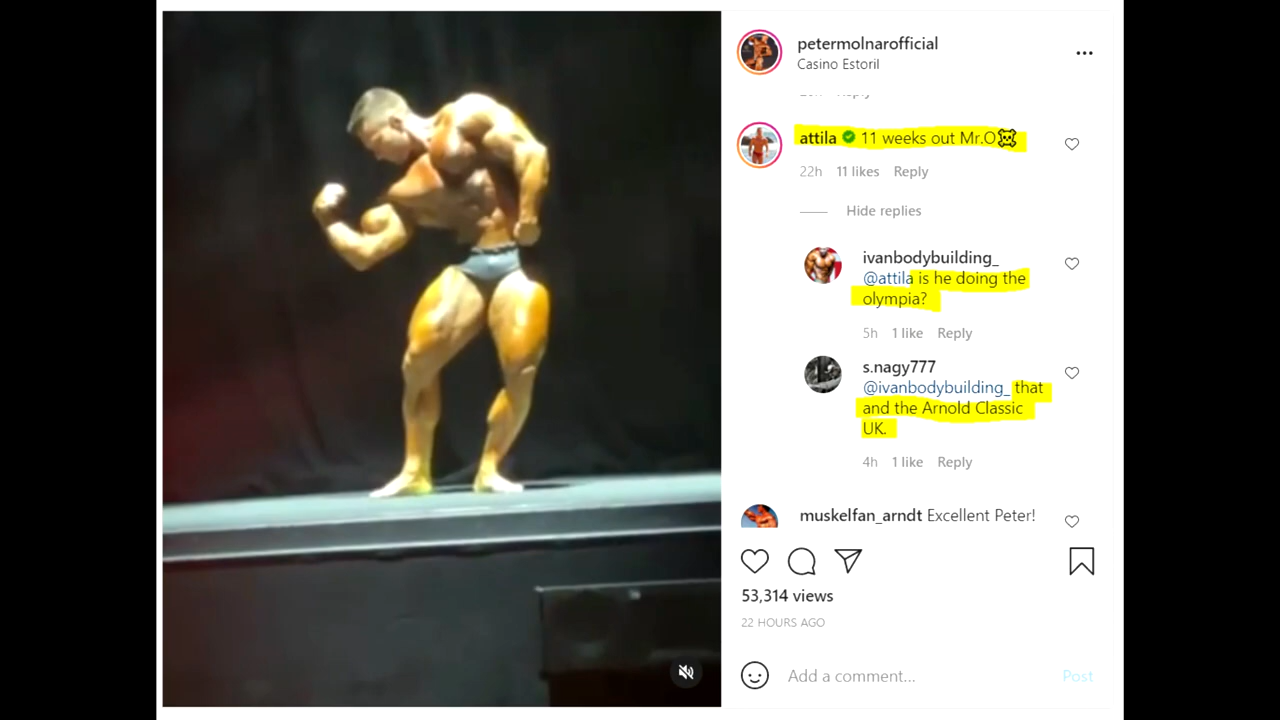 petermolnarofficial
Casino Estoril
attila 11 weeks out Mr.O☠
22h 11 likes Reply
Hide replies
ivanbodybuilding_
@attila is he doing the
olympia?
5h 1 like Reply
s.nagy777
@ivanbodybuilding_ that
and the Arnold Classic
UK.
4h 1 like Reply
muskelfan_arndt Excellent Peter!
53,314 views
22 HOURS AGO
Add a comment... Post